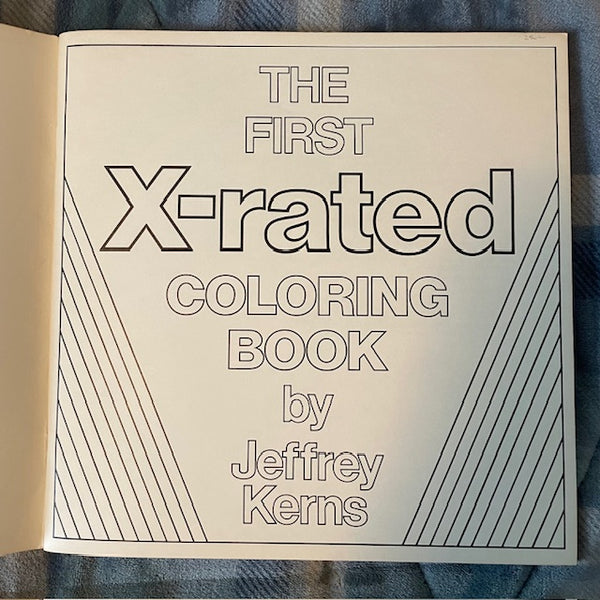 THE
FIRST
X-rated
COLORING
BOOK
by
Jeffrey
Kerns